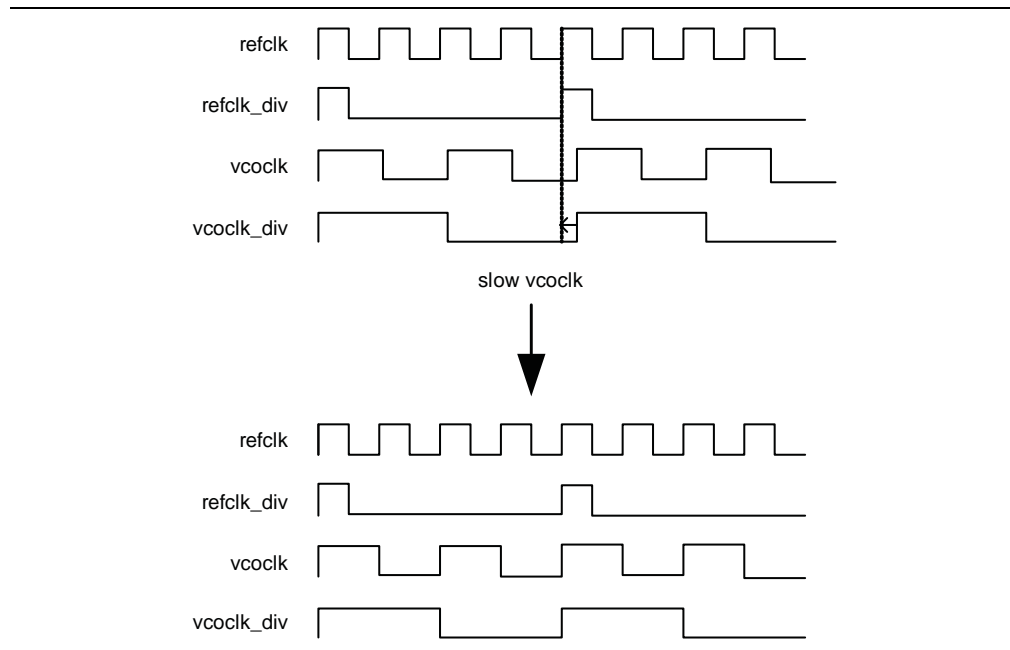 refclk
refclk_div
vcoclk
vcoclk_div
slow vcoclk
refclk
refclk_div
vcoclk
vcoclk_div